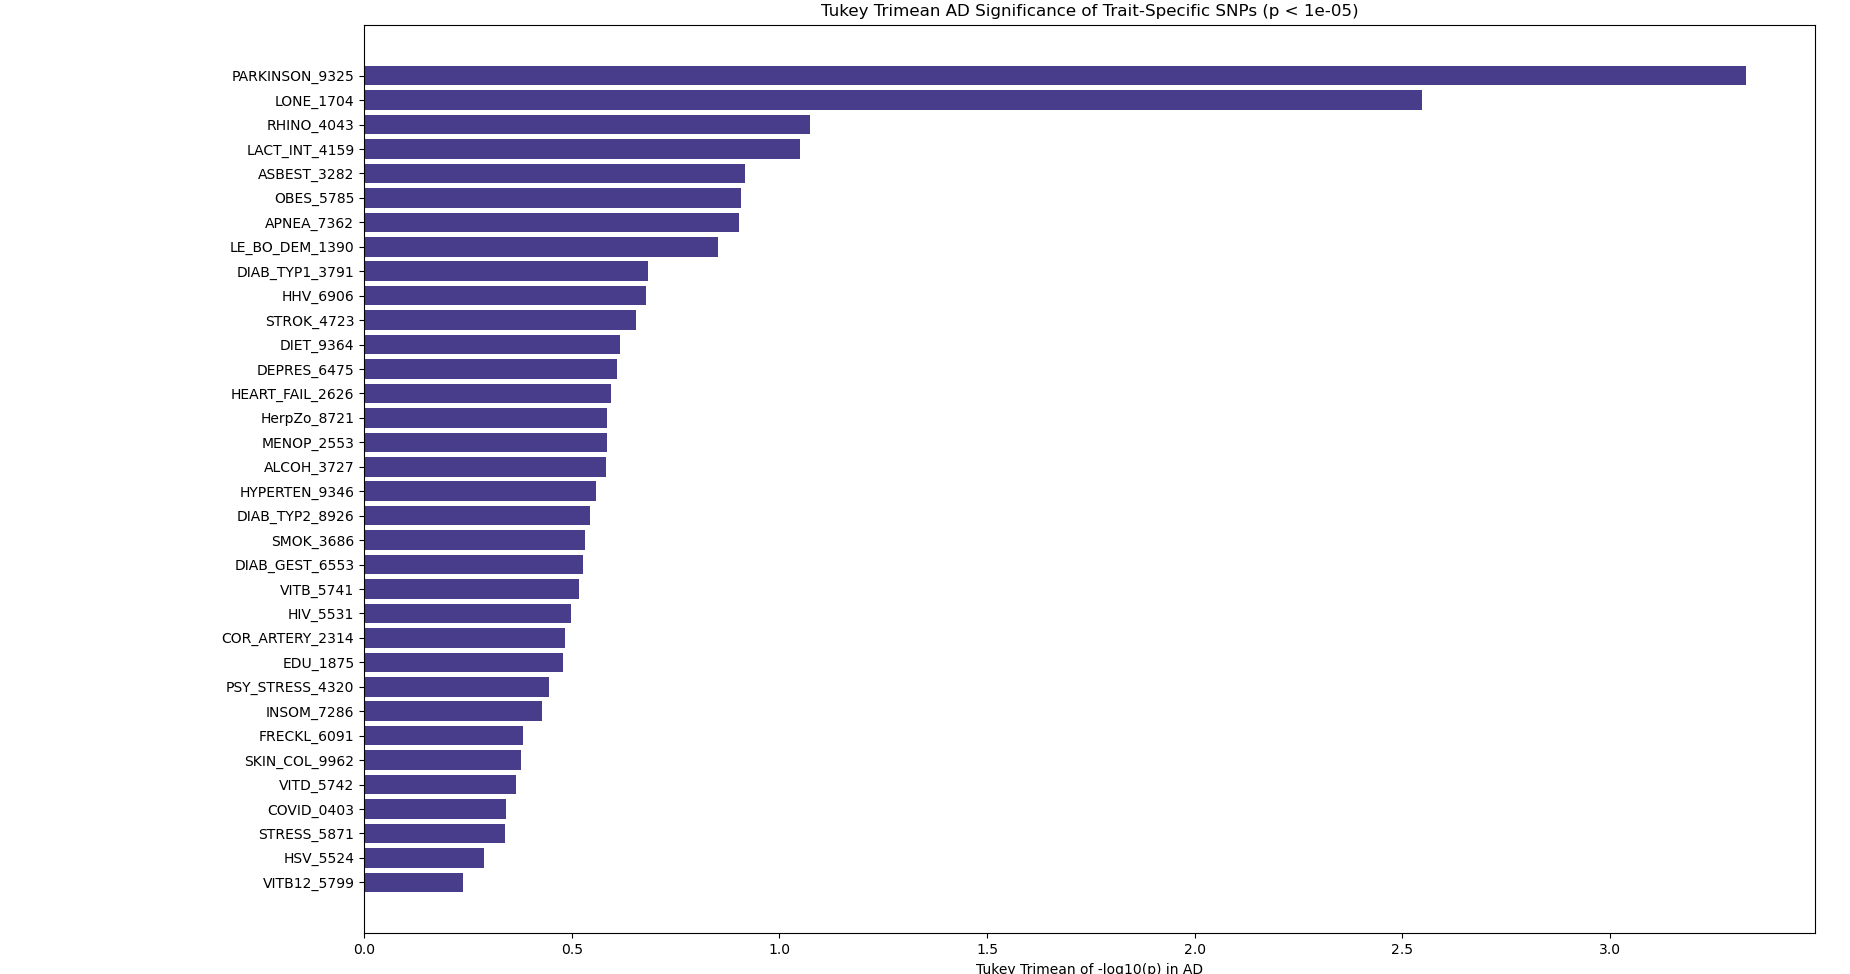 Tukey Trimean AD Significance of Trait-Specific SNPs (p < 1e-05)
PARKINSON_9325
LONE_1704
RHINO_4043
LACT_INT_4159
ASBEST_3282
OBES_5785
APNEA_7362
LE_BO_DEM_1390
DIAB_TYP1_3791
HHV_6906
STROK_4723
DIET_9364
DEPRES_6475
HEART_FAIL_2626
HerpZo_8721
MENOP_2553
ALCOH_3727
HYPERTEN_9346
DIAB_TYP2_8926
SMOK_3686
DIAB_GEST_6553
VITB_5741
HIV_5531
COR_ARTERY_2314
EDU_1875
PSY_STRESS_4320
INSOM_7286
FRECKL_6091
SKIN_COL_9962
VITD_5742
COVID_0403
STRESS_5871
HSV_5524
VITB12_5799
0.0 0.5 1.0 1.5 2.0 2.5 3.0
Tukey Trimean of -log10(p) in AD